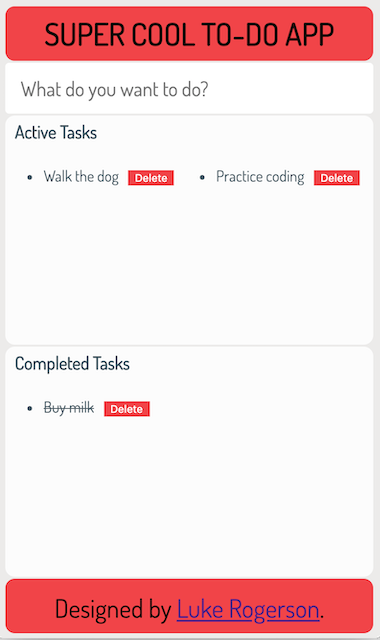 SUPER COOL TO-DO APP
What do you want to do?
Active Tasks
Walk the dog Delete Practice coding Delete
Completed Tasks
Buy milk Delete
Designed by Luke Rogerson.